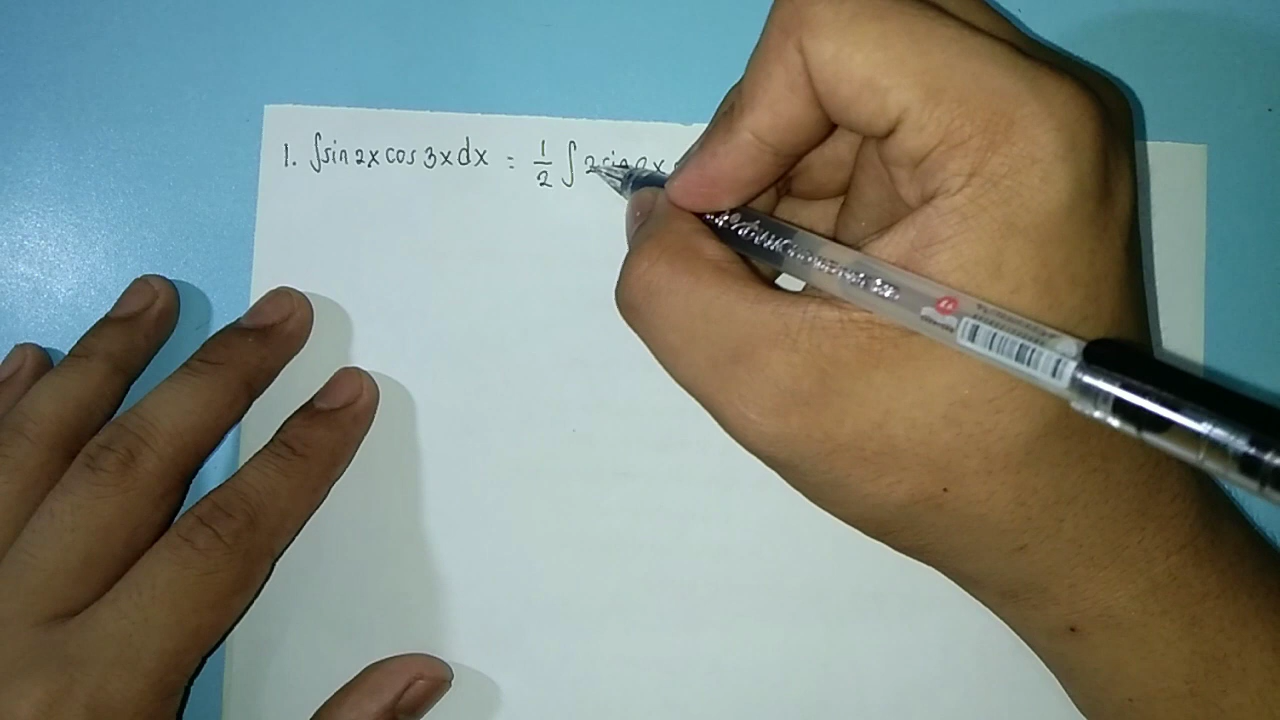 1. ∫sin 2x cos 3x dx = 1/2 ∫ 2 sin 2x